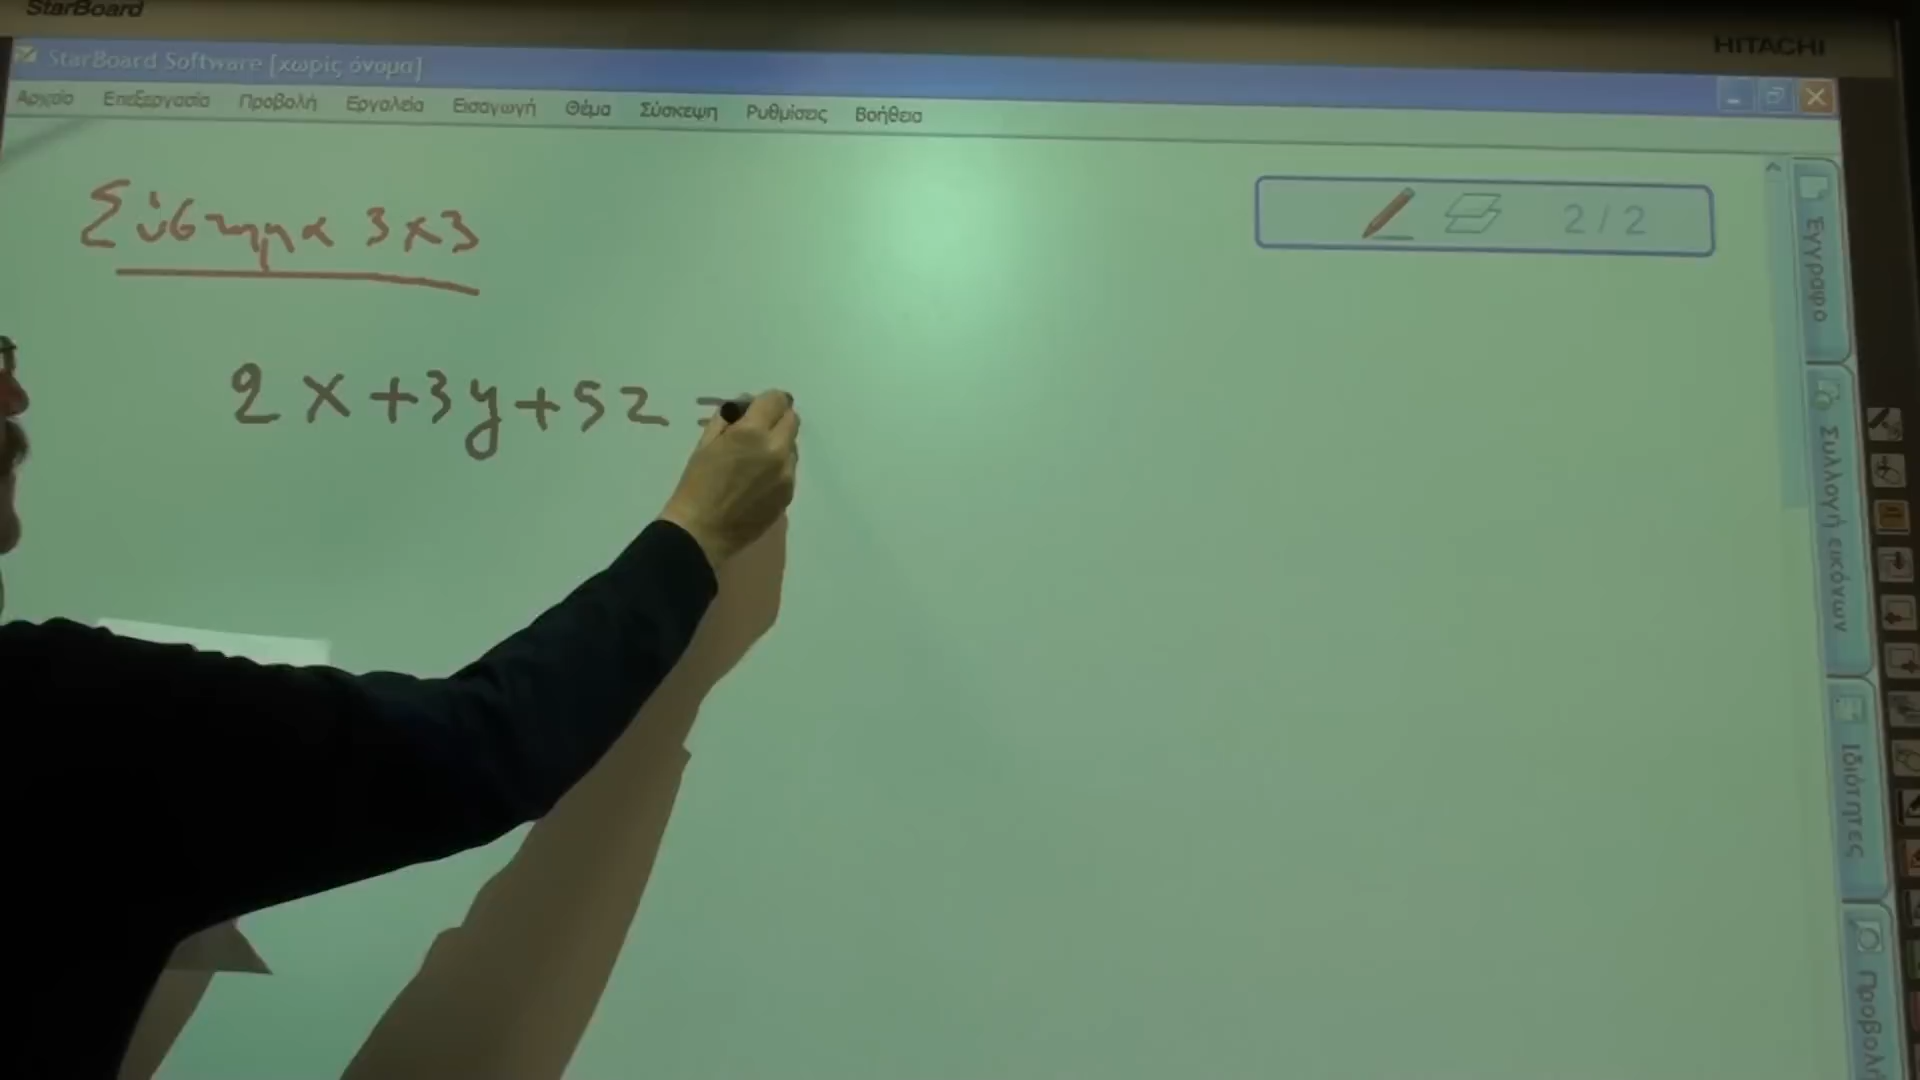 StarBoard
HITACHI
StarBoard Software [χωρίς όνομα]
Αρχείο Επεξεργασία Προβολή Εργαλεία Εισαγωγή Θέμα Σύσκεψη Ρυθμίσεις Βοήθεια
Σύστημα 3x3
2/2
2x+3y+5z =
Έγγραφο
Συλλογή εικόνων
Ιδιότητες
Προβολή